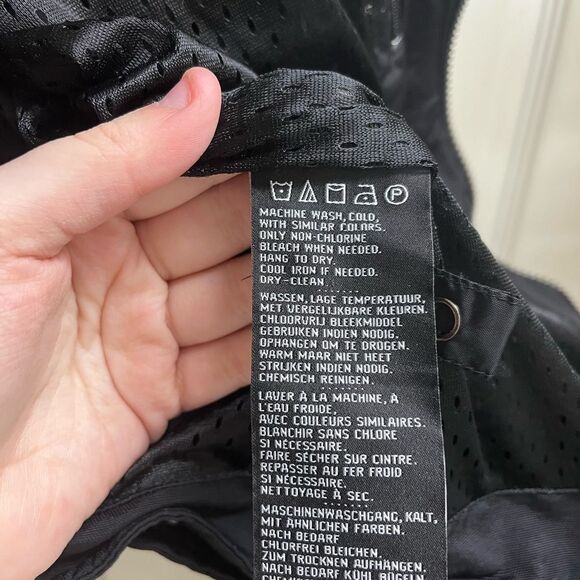 P
MACHINE WASH, COLD,
WITH SIMILAR COLORS.
ONLY NON-CHLORINE
BLEACH WHEN NEEDED.
HANG TO DRY.
COOL IRON IF NEEDED.
DRY-CLEAN
WASSEN, LAGE TEMPERATUUR,
MET VERGELIJKBARE KLEUREN.
CHLOORVRIJ BLEEKMIDDEL
GEBRUIKEN INDIEN NODIG.
OPHANGEN OM TE DROGEN.
WARM MAAR NIET HEET
STRIJKEN INDIEN NODIG.
CHEMISCH REINIGEN.
LAVER À LA MACHINE, À
L'EAU FROIDE,
AVEC COULEURS SIMILAIRES.
BLANCHIR SANS CHLORE
SI NÉCESSAIRE.
FAIRE SÉCHER SUR CINTRE.
REPASSER AU FER FROID
SI NÉCESSAIRE.
NETTOYAGE À SEC.
MASCHINENWASCHGANG, KALT,
MIT ÄHNLICHEN FARBEN.
NACH BEDARF
CHLORFREI BLEICHEN.
ZUM TROCKNEN AUFHÄNGEN.
NACH BEDARF KÜHL BÜGELN